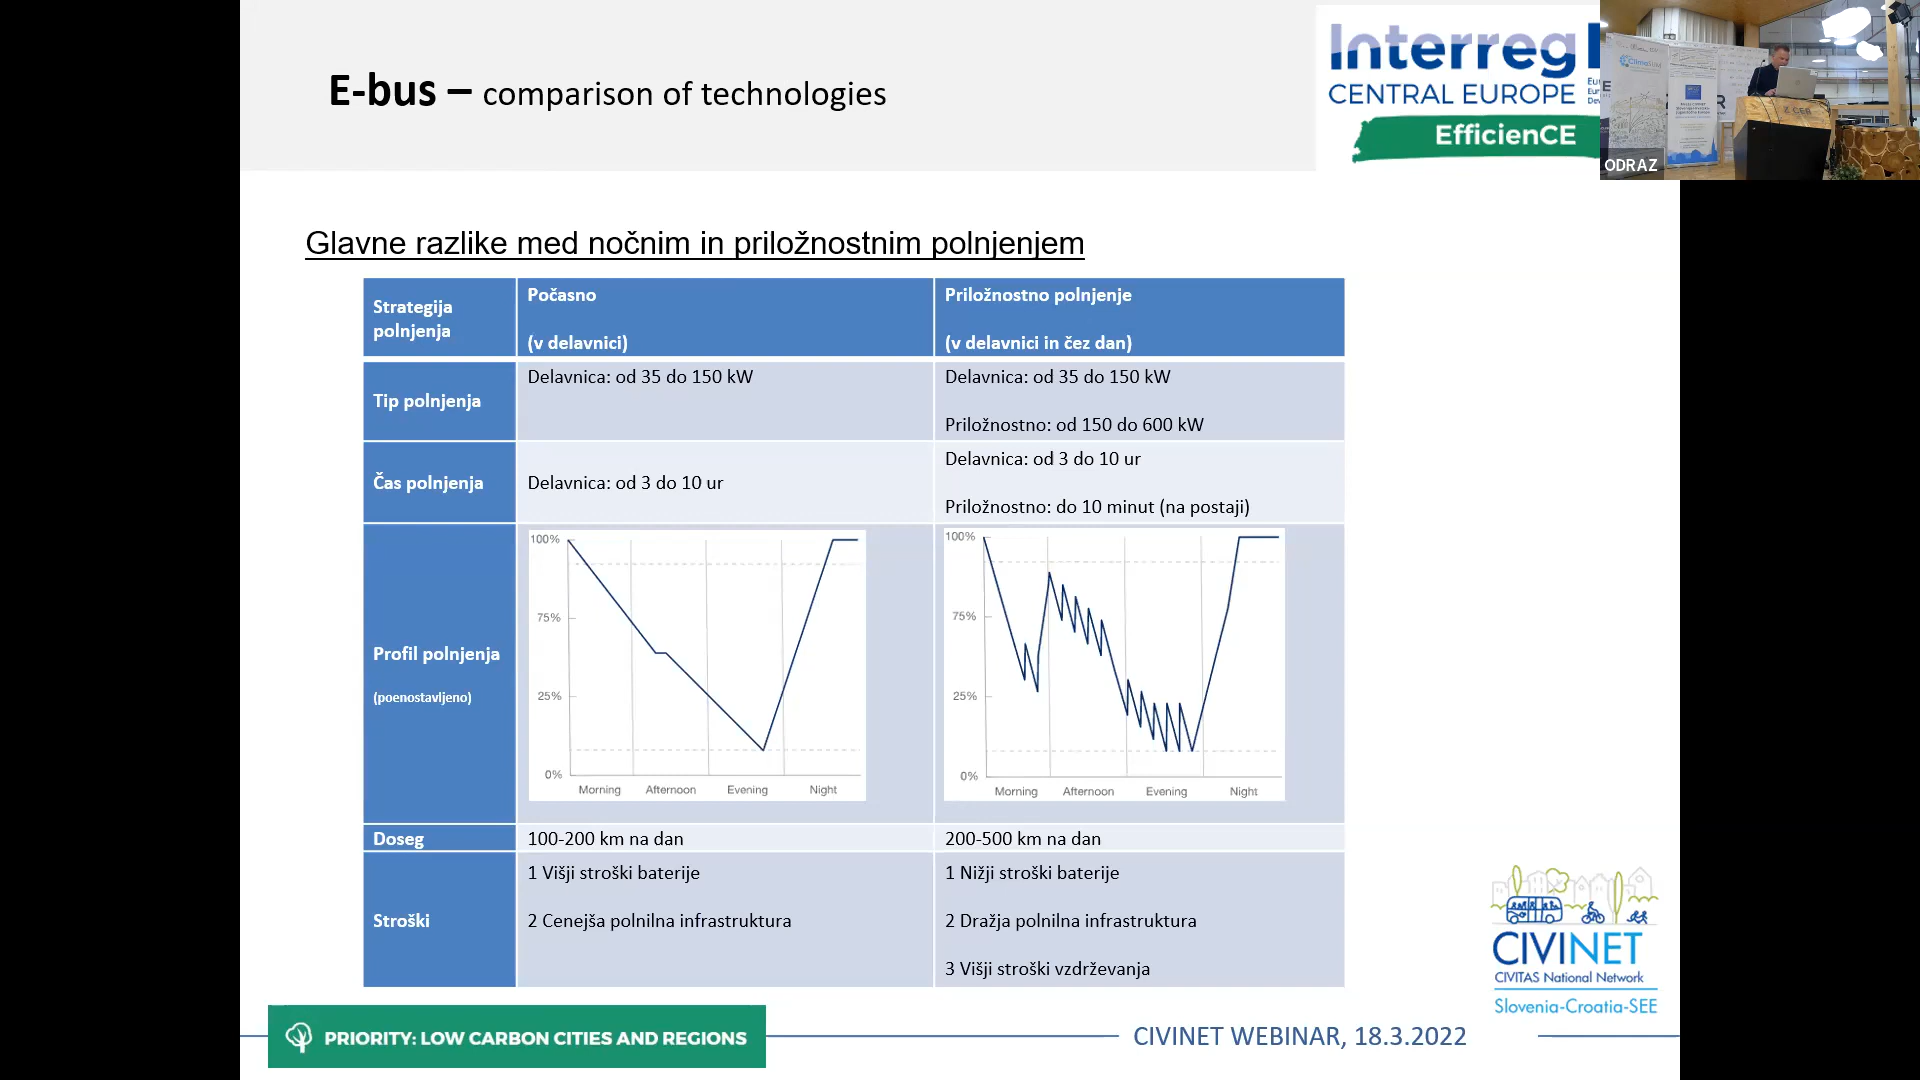 E-bus – comparison of technologies
Interreg
CENTRAL EUROPE
EfficienCE
ODRAZ
Glavne razlike med nočnim in priložnostnim polnjenjem
Strategija polnjenja
Počasno
(v delavnici)
Priložnostno polnjenje
(v delavnici in čez dan)
Tip polnjenja
Delavnica: od 35 do 150 kW
Delavnica: od 35 do 150 kW
Priložnostno: od 150 do 600 kW
Čas polnjenja
Delavnica: od 3 do 10 ur
Delavnica: od 3 do 10 ur
Priložnostno: do 10 minut (na postaji)
Profil polnjenja
(poenostavljeno)
100%
75%
25%
0%
Morning Afternoon Evening Night
100%
75%
25%
0%
Morning Afternoon Evening Night
Doseg
100-200 km na dan
200-500 km na dan
Stroški
1 Višji stroški baterije
2 Cenejša polnilna infrastruktura
1 Nižji stroški baterije
2 Dražja polnilna infrastruktura
3 Višji stroški vzdrževanja
CIVINET
CIVITAS National Network
Slovenia-Croatia-SEE
PRIORITY: LOW CARBON CITIES AND REGIONS
CIVINET WEBINAR, 18.3.2022